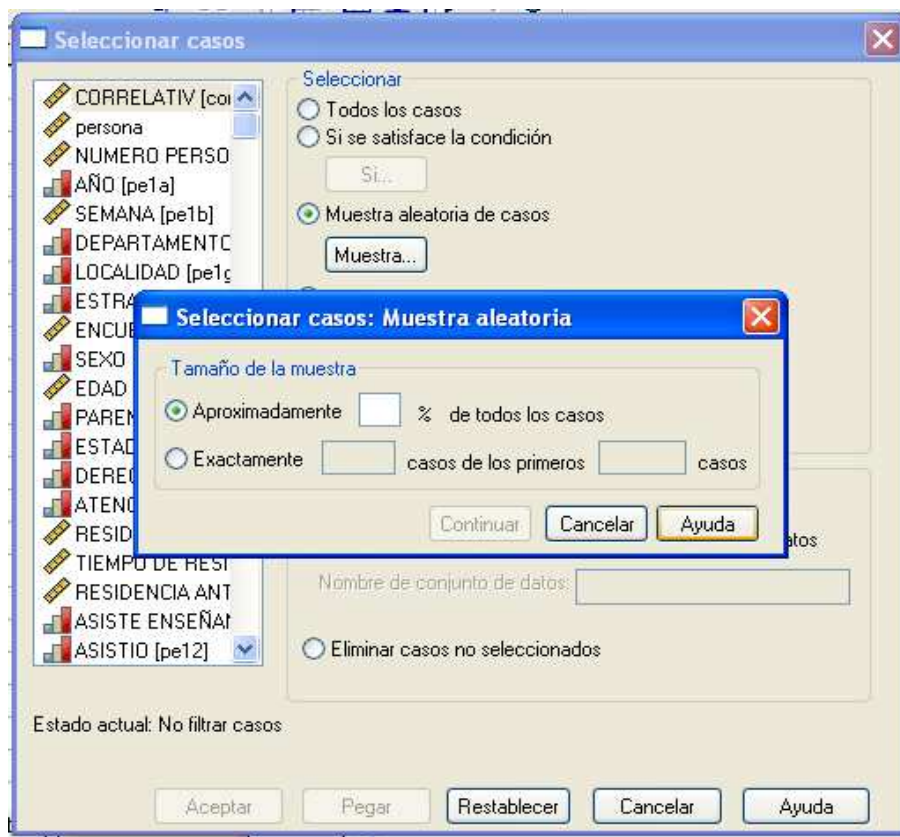 Seleccionar casos
CORRELATIV [cor
persona
NUMERO PERSO
AÑO [pe1a]
SEMANA [pe1b]
DEPARTAMENTO
LOCALIDAD [pe1g
ESTRA
ENCUE
SEXO
EDAD
PAREN
ESTAD
DEREC
ATENC
RESID
TIEMPO DE RESI
RESIDENCIA ANT
ASISTE ENSEÑAN
ASISTIO [pe12]
Seleccionar
Todos los casos
Si se satisface la condición
Si...
Muestra aleatoria de casos
Muestra...
Seleccionar casos: Muestra aleatoria
Tamaño de la muestra
Aproximadamente % de todos los casos
Exactamente casos de los primeros casos
Continuar Cancelar Ayuda
atos
Nombre de conjunto de datos:
Eliminar casos no seleccionados
Estado actual: No filtrar casos
Aceptar Pegar Restablecer Cancelar Ayuda